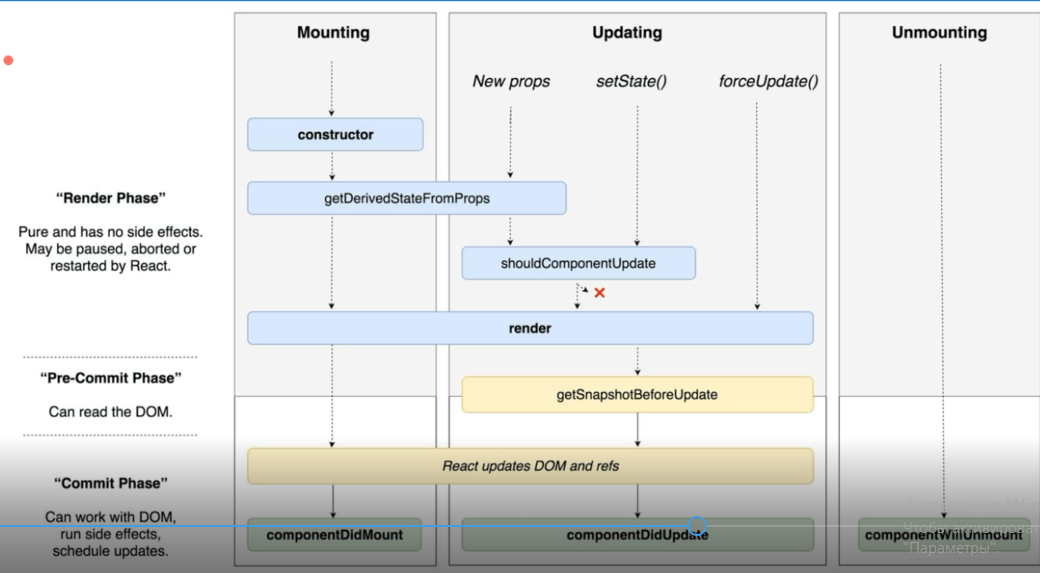 Mounting
Updating
Unmounting
New props
setState()
forceUpdate()
constructor
“Render Phase”
getDerivedStateFromProps
Pure and has no side effects.
May be paused, aborted or
restarted by React.
shouldComponentUpdate
render
“Pre-Commit Phase”
getSnapshotBeforeUpdate
Can read the DOM.
React updates DOM and refs
“Commit Phase”
Can work with DOM,
run side effects,
schedule updates.
componentDidMount
componentDidUpdate
componentWillUnmount
"Параметры".